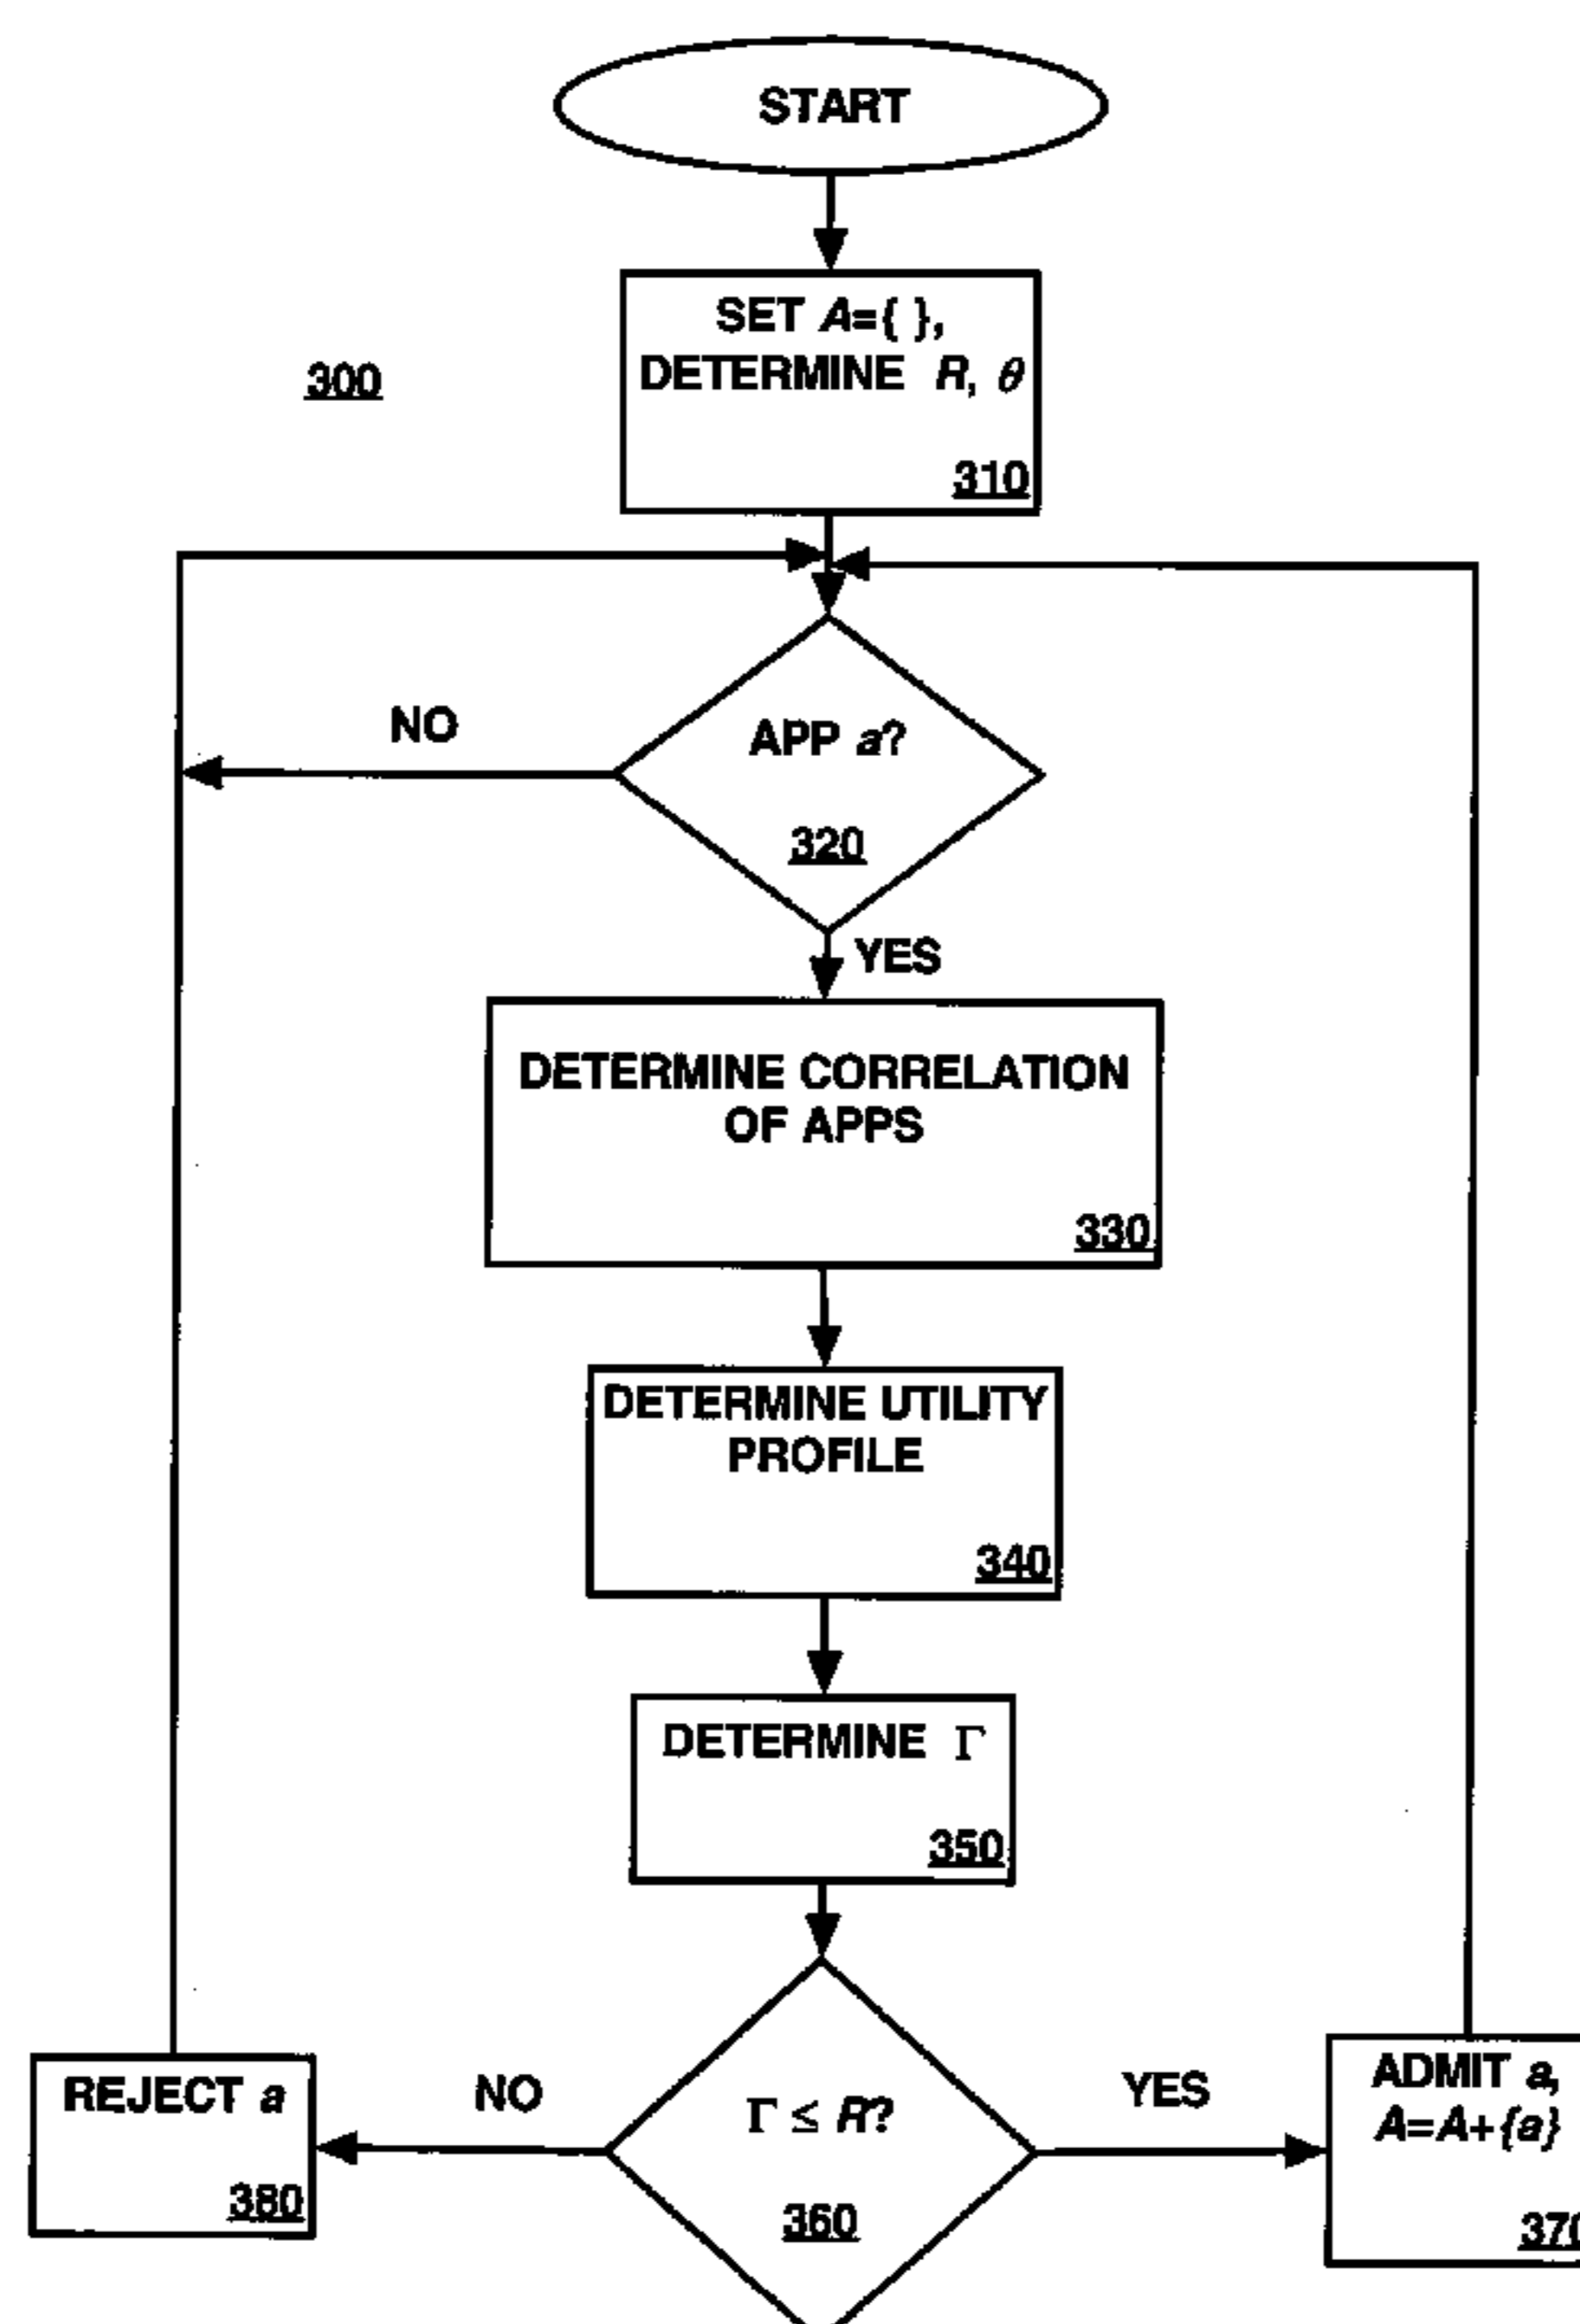 START
SET A={ },
DETERMINE R, θ
300
310
NO
APP a?
320
YES
DETERMINE CORRELATION
OF APPS
330
DETERMINE UTILITY
PROFILE
340
DETERMINE Γ
350
REJECT a
380
NO
Γ ≤ R?
360
YES
ADMIT a,
A=A+{a}
370